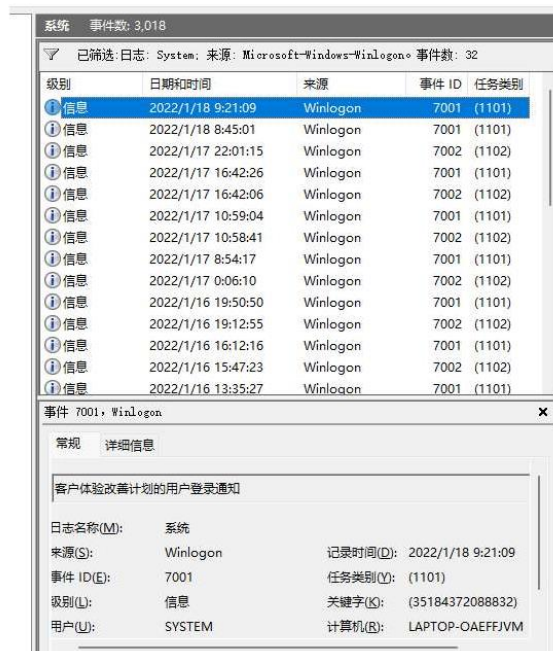 系统 事件数: 3,018
已筛选:日志: System; 来源: Microsoft-Windows-Winlogon。事件数: 32
级别 日期和时间 来源 事件 ID 任务类别
信息 2022/1/18 9:21:09 Winlogon 7001 (1101)
信息 2022/1/18 8:45:01 Winlogon 7001 (1101)
信息 2022/1/17 22:01:15 Winlogon 7002 (1102)
信息 2022/1/17 16:42:26 Winlogon 7001 (1101)
信息 2022/1/17 16:42:06 Winlogon 7002 (1102)
信息 2022/1/17 10:59:04 Winlogon 7001 (1101)
信息 2022/1/17 10:58:41 Winlogon 7002 (1102)
信息 2022/1/17 8:54:17 Winlogon 7001 (1101)
信息 2022/1/17 0:06:10 Winlogon 7002 (1102)
信息 2022/1/16 19:50:50 Winlogon 7001 (1101)
信息 2022/1/16 19:12:55 Winlogon 7002 (1102)
信息 2022/1/16 16:12:16 Winlogon 7001 (1101)
信息 2022/1/16 15:47:23 Winlogon 7002 (1102)
信息 2022/1/16 13:35:27 Winlogon 7001 (1101)
事件 7001，Winlogon
常规 详细信息
客户体验改善计划的用户登录通知
日志名称(M): 系统
来源(S): Winlogon 记录时间(D): 2022/1/18 9:21:09
事件 ID(E): 7001 任务类别(Y): (1101)
级别(L): 信息 关键字(K): (35184372088832)
用户(U): SYSTEM 计算机(R): LAPTOP-OAEFFJVM